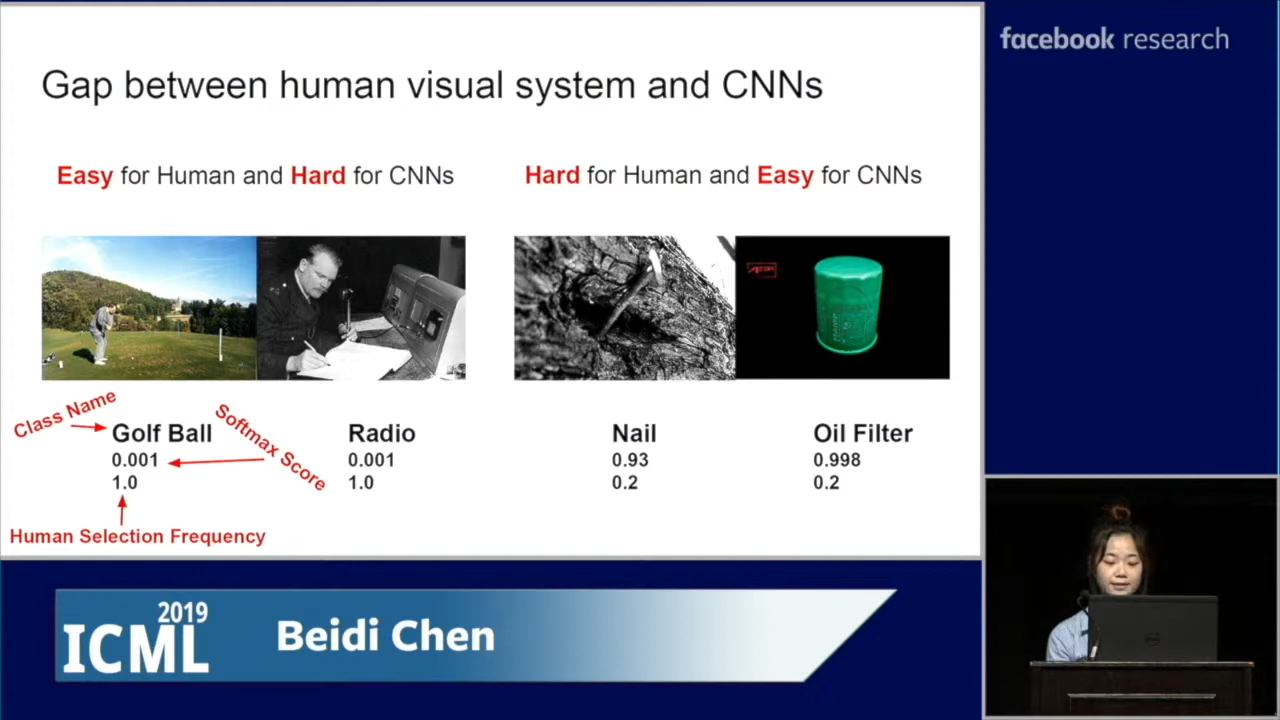 facebook research
Gap between human visual system and CNNs
Easy for Human and Hard for CNNs
Hard for Human and Easy for CNNs
Class Name
Softmax Score
Golf Ball
0.001
1.0
Radio
0.001
1.0
Nail
0.93
0.2
Oil Filter
0.998
0.2
Human Selection Frequency
2019
ICML
Beidi Chen